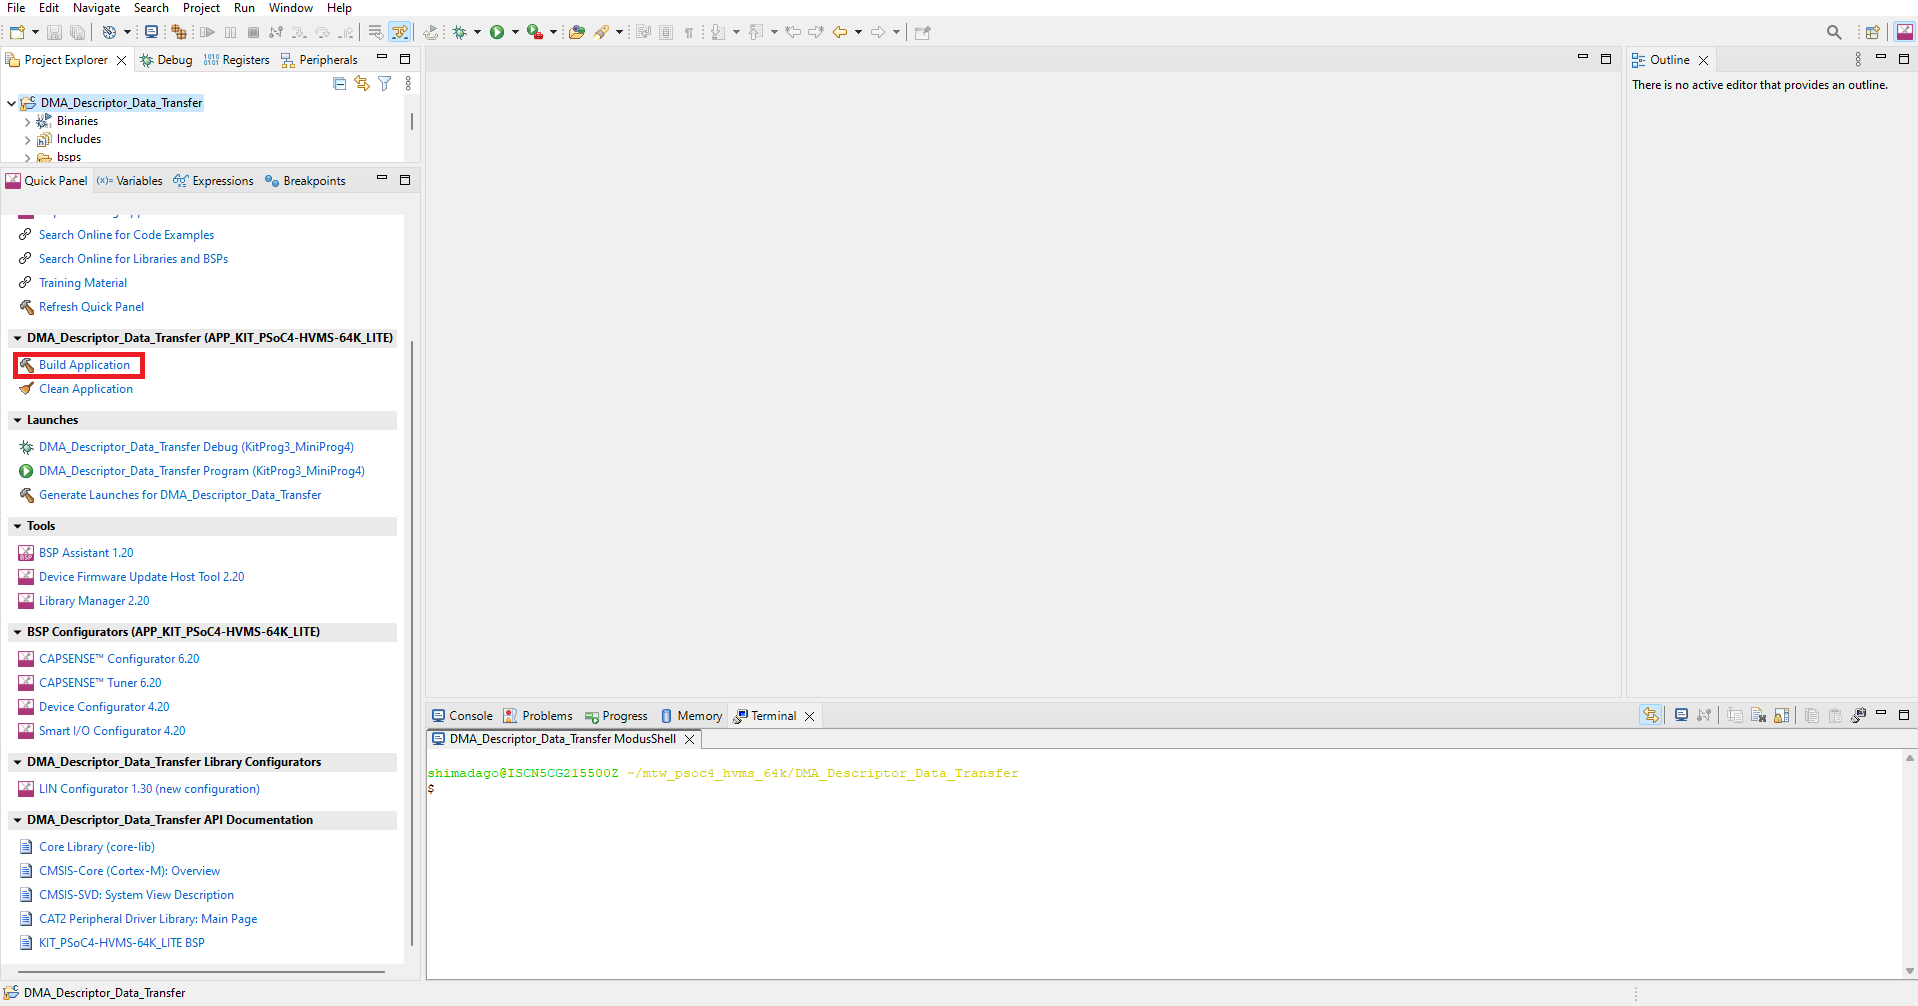 File Edit Navigate Search Project Run Window Help
Project Explorer Debug Registers Peripherals
DMA_Descriptor_Data_Transfer
Binaries
Includes
bsps
Quick Panel Variables Expressions Breakpoints
Search Online for Code Examples
Search Online for Libraries and BSPs
Training Material
Refresh Quick Panel
DMA_Descriptor_Data_Transfer (APP_KIT_PSoC4-HVMS-64K_LITE)
Build Application
Clean Application
Launches
DMA_Descriptor_Data_Transfer Debug (KitProg3_MiniProg4)
DMA_Descriptor_Data_Transfer Program (KitProg3_MiniProg4)
Generate Launches for DMA_Descriptor_Data_Transfer
Tools
BSP Assistant 1.20
Device Firmware Update Host Tool 2.20
Library Manager 2.20
BSP Configurators (APP_KIT_PSoC4-HVMS-64K_LITE)
CAPSENSE™ Configurator 6.20
CAPSENSE™ Tuner 6.20
Device Configurator 4.20
Smart I/O Configurator 4.20
DMA_Descriptor_Data_Transfer Library Configurators
LIN Configurator 1.30 (new configuration)
DMA_Descriptor_Data_Transfer API Documentation
Core Library (core-lib)
CMSIS-Core (Cortex-M): Overview
CMSIS-SVD: System View Description
CAT2 Peripheral Driver Library: Main Page
KIT_PSoC4-HVMS-64K_LITE BSP
Outline
There is no active editor that provides an outline.
Console Problems Progress Memory Terminal
DMA_Descriptor_Data_Transfer ModusShell
shimadago@ISCN5CG215500Z ~/mtw_psoc4_hvms_64k/DMA_Descriptor_Data_Transfer
$
DMA_Descriptor_Data_Transfer